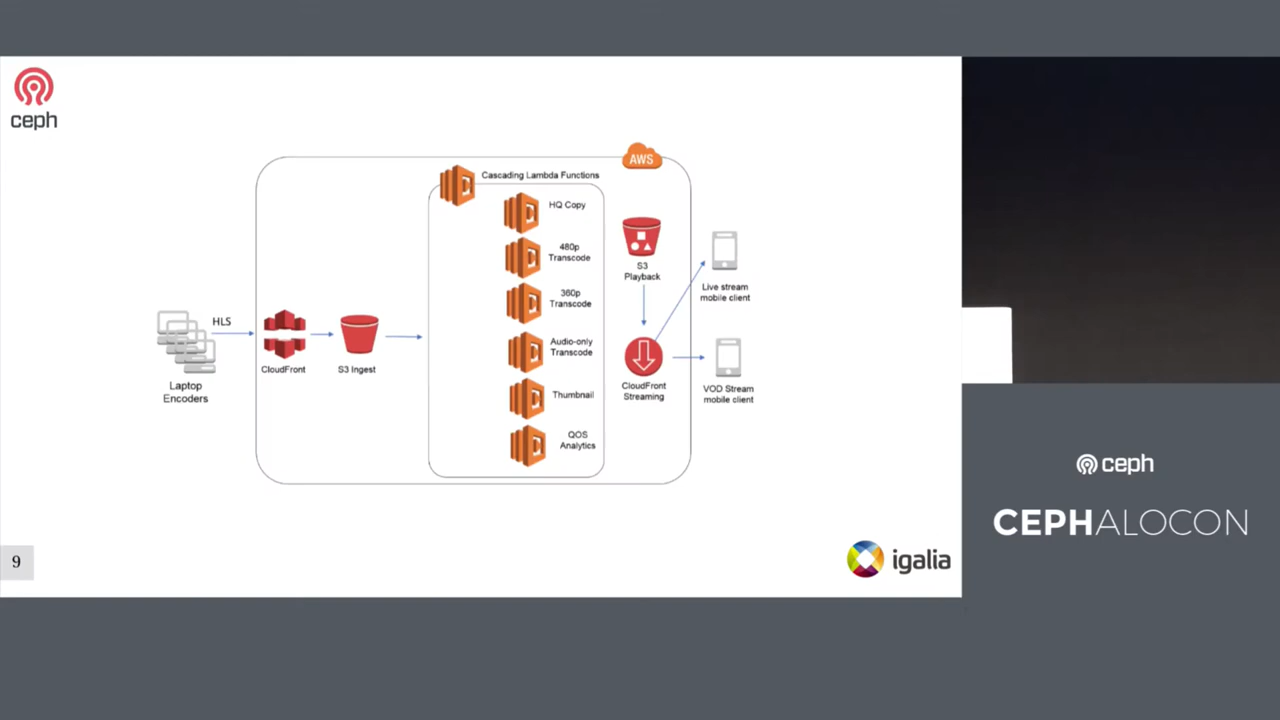 ceph
AWS
Cascading Lambda Functions
HQ Copy
480p
Transcode
360p
Transcode
Audio-only
Transcode
Thumbnail
QOS
Analytics
HLS
Laptop
Encoders
CloudFront
S3 Ingest
S3
Playback
CloudFront
Streaming
Live stream
mobile client
VOD Stream
mobile client
9
igalia
ceph
CEPHALOCON